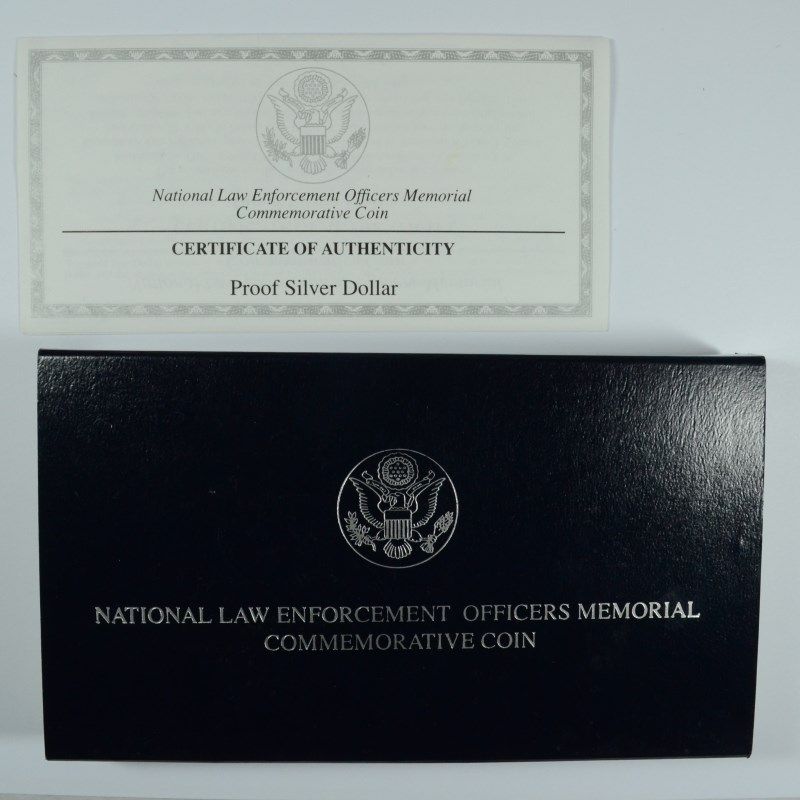 National Law Enforcement Officers Memorial
Commemorative Coin
CERTIFICATE OF AUTHENTICITY
Proof Silver Dollar
NATIONAL LAW ENFORCEMENT OFFICERS MEMORIAL
COMMEMORATIVE COIN